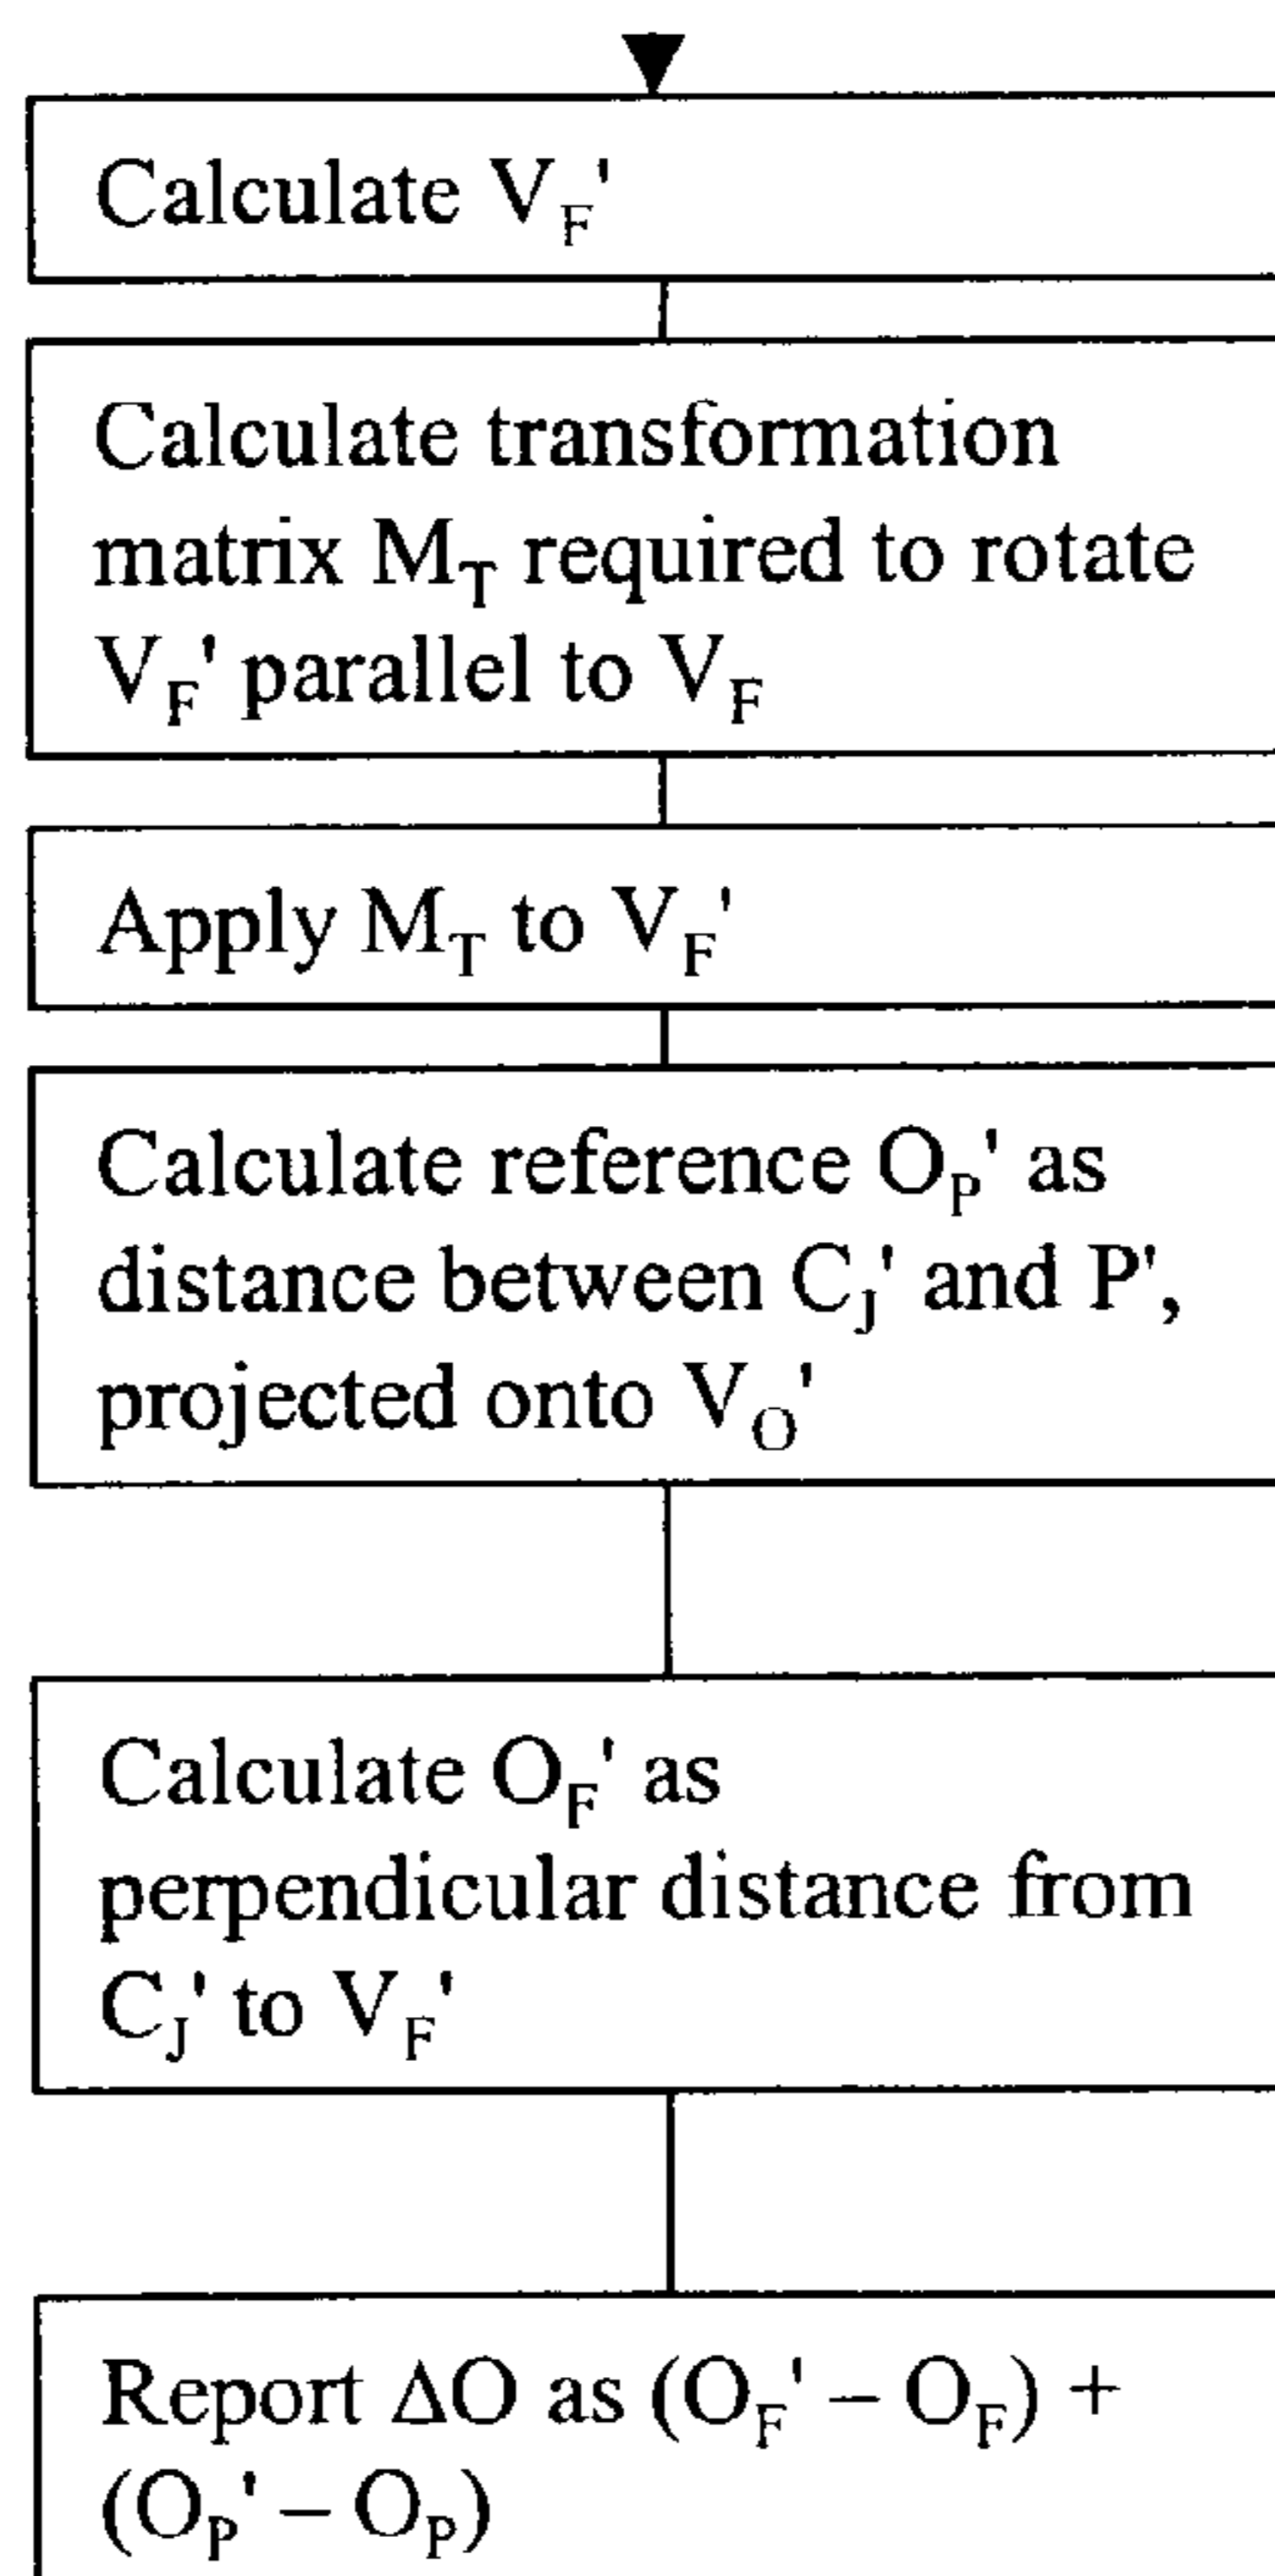 Calculate V_F'
Calculate transformation
matrix M_T required to rotate
V_F' parallel to V_F
Apply M_T to V_F'
Calculate reference O_P' as
distance between C_J' and P',
projected onto V_O'
Calculate O_F' as
perpendicular distance from
C_J' to V_F'
Report ΔO as (O_F' – O_F) +
(O_P' – O_P)